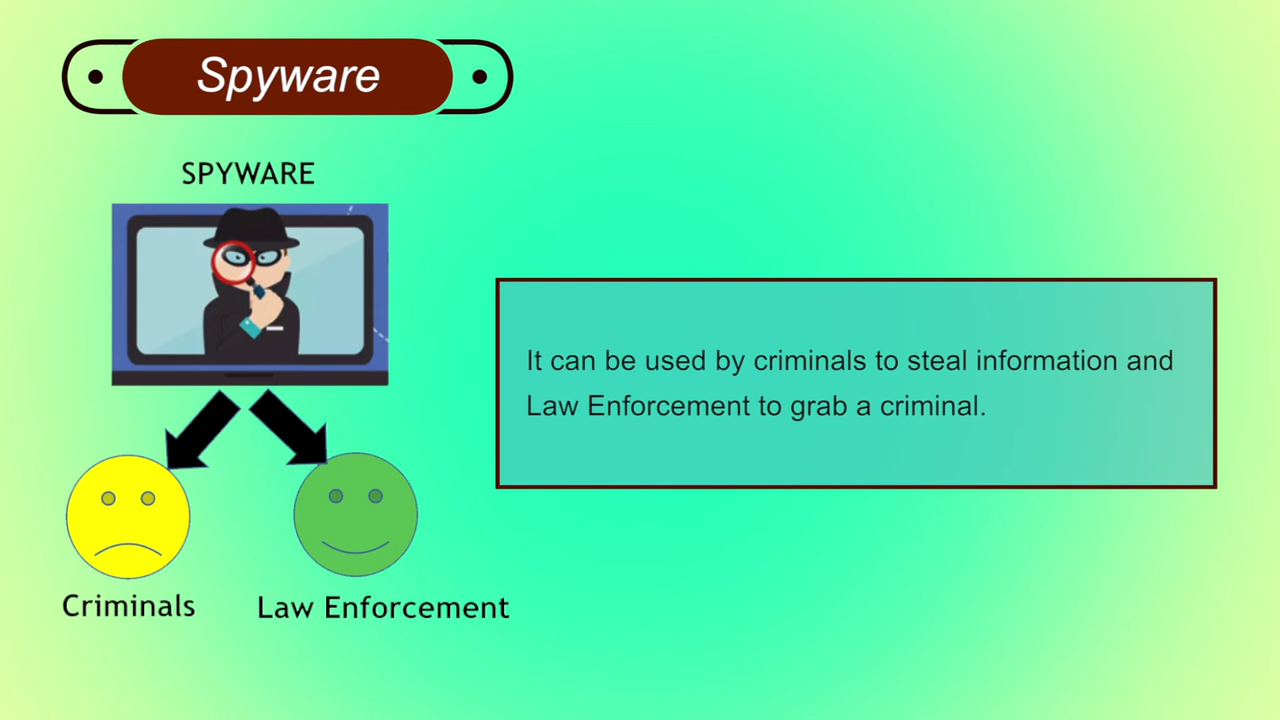 Spyware
SPYWARE
It can be used by criminals to steal information and
Law Enforcement to grab a criminal.
Criminals
Law Enforcement